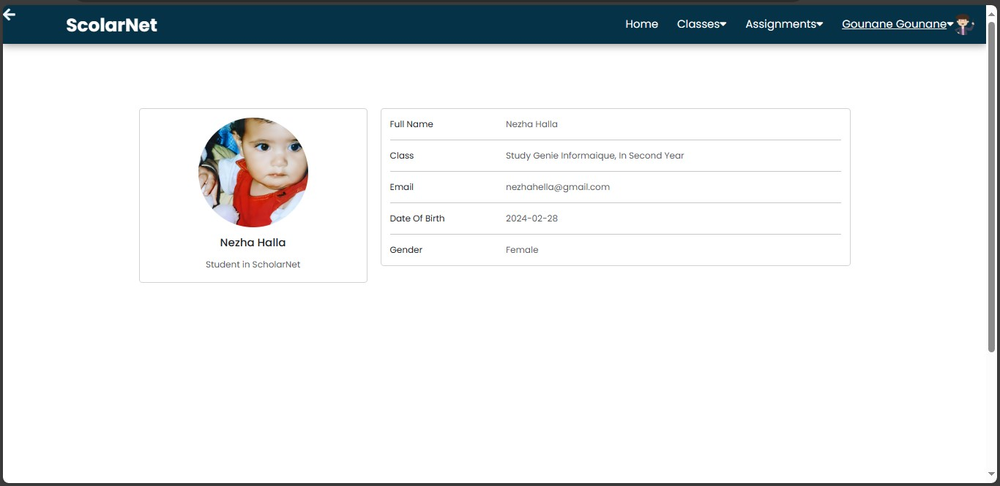 ScolarNet
Home Classes Assignments Gounane Gounane
Nezha Halla
Student in ScholarNet
Full Name Nezha Halla
Class Study Genie Informaique, In Second Year
Email nezhahella@gmail.com
Date Of Birth 2024-02-28
Gender Female